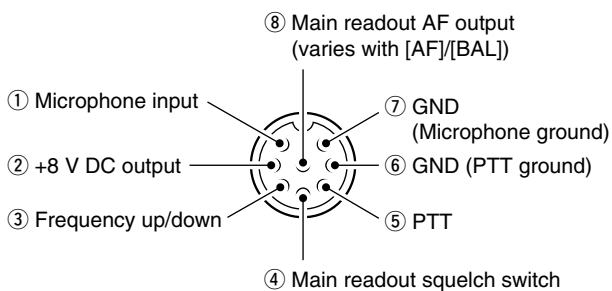 ⑧ Main readout AF output
(varies with [AF]/[BAL])
① Microphone input
⑦ GND
(Microphone ground)
② +8 V DC output
⑥ GND (PTT ground)
③ Frequency up/down
⑤ PTT
④ Main readout squelch switch